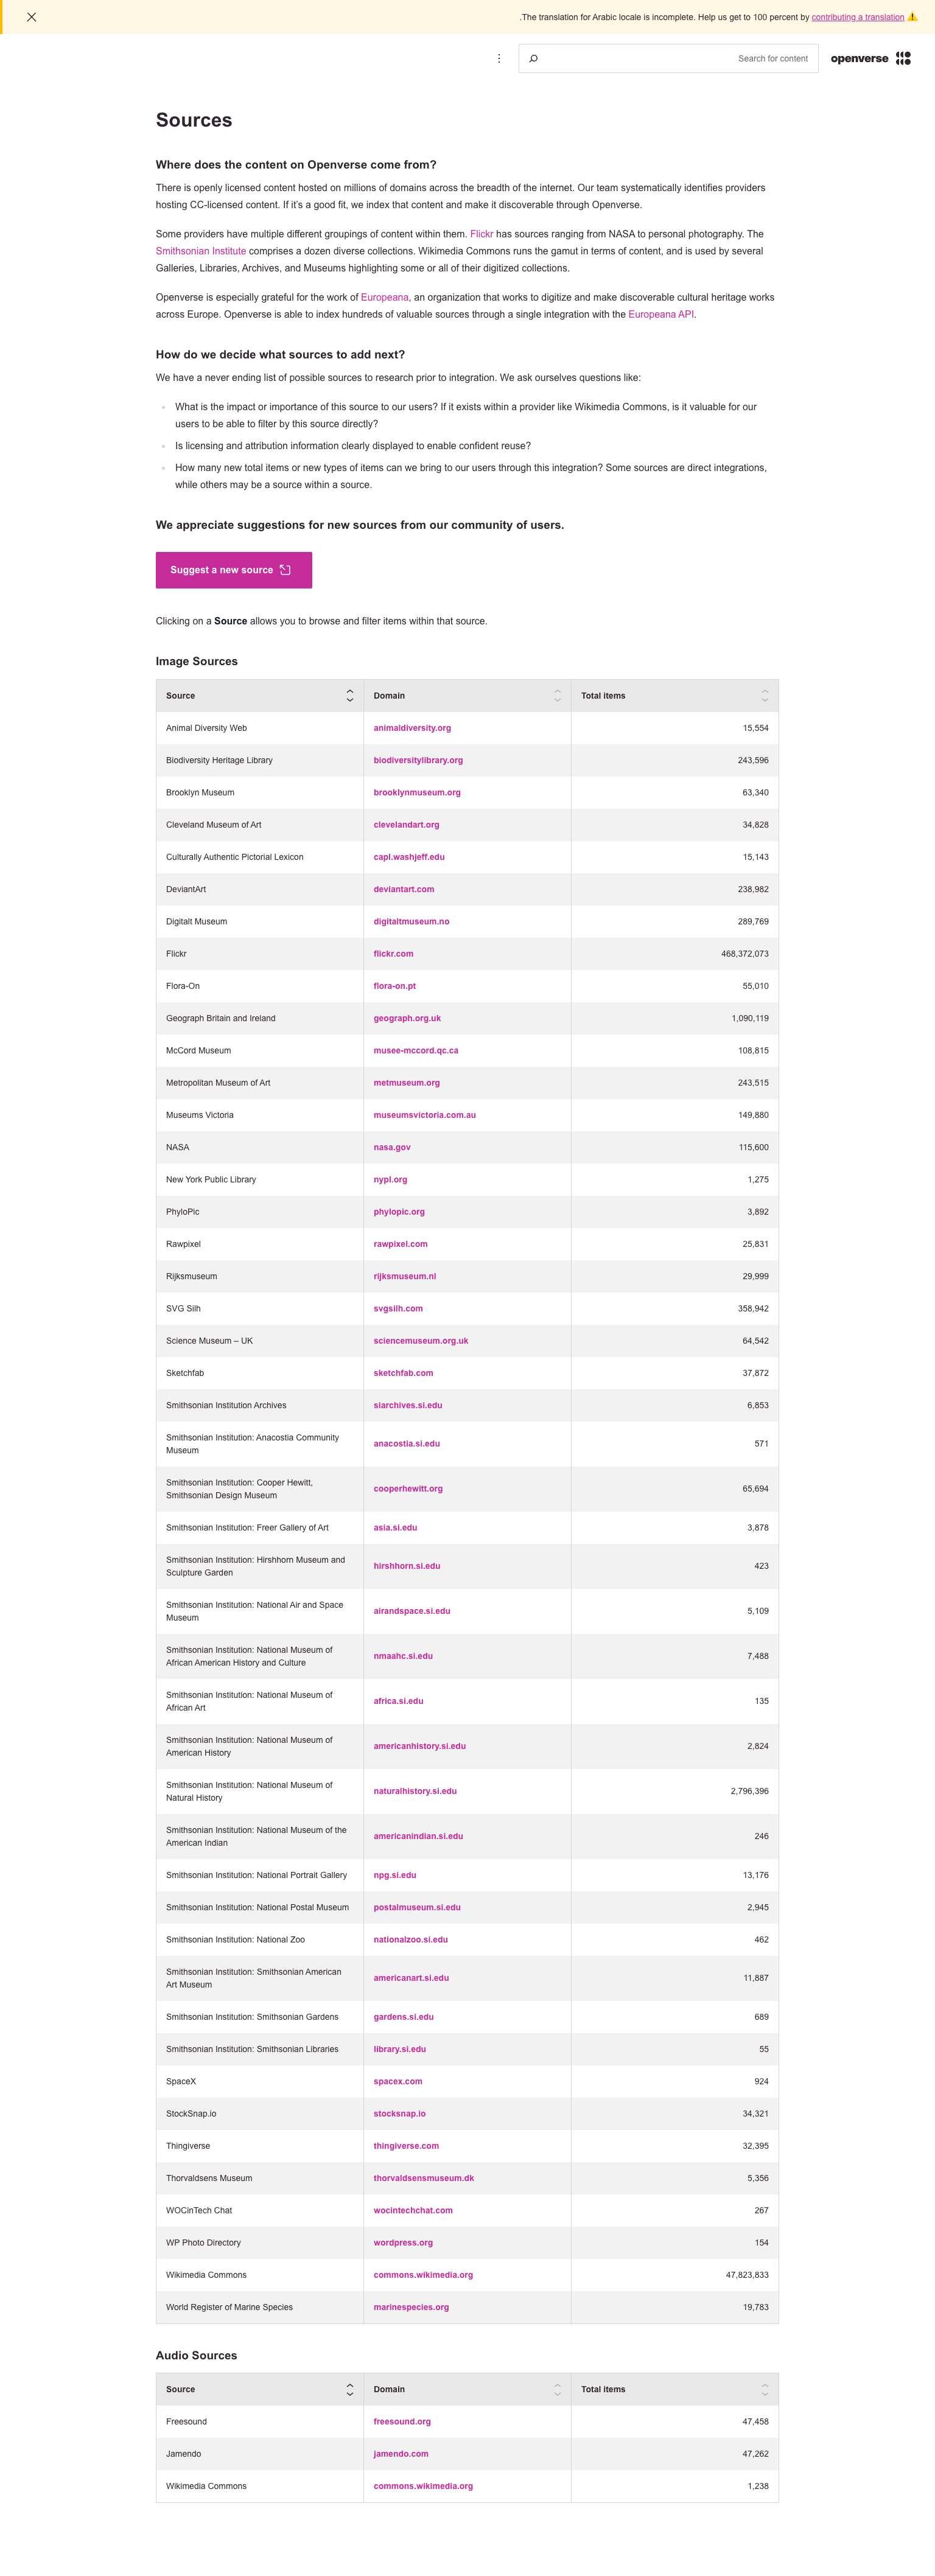 .The translation for Arabic locale is incomplete. Help us get to 100 percent by contributing a translation
Search for content
openverse
Sources
Where does the content on Openverse come from?
There is openly licensed content hosted on millions of domains across the breadth of the internet. Our team systematically identifies providers
hosting CC-licensed content. If it's a good fit, we index that content and make it discoverable through Openverse.
Some providers have multiple different groupings of content within them. Flickr has sources ranging from NASA to personal photography. The
Smithsonian Institute comprises a dozen diverse collections. Wikimedia Commons runs the gamut in terms of content, and is used by several
Galleries, Libraries, Archives, and Museums highlighting some or all of their digitized collections.
Openverse is especially grateful for the work of Europeana, an organization that works to digitize and make discoverable cultural heritage works
across Europe. Openverse is able to index hundreds of valuable sources through a single integration with the Europeana API.
How do we decide what sources to add next?
We have a never ending list of possible sources to research prior to integration. We ask ourselves questions like:
What is the impact or importance of this source to our users? If it exists within a provider like Wikimedia Commons, is it valuable for our
users to be able to filter by this source directly?
Is licensing and attribution information clearly displayed to enable confident reuse?
How many new total items or new types of items can we bring to our users through this integration? Some sources are direct integrations,
while others may be a source within a source.
We appreciate suggestions for new sources from our community of users.
Suggest a new source
Clicking on a Source allows you to browse and filter items within that source.
Image Sources
Source Domain Total items
Animal Diversity Web animaldiversity.org 15,554
Biodiversity Heritage Library biodiversitylibrary.org 243,596
Brooklyn Museum brooklynmuseum.org 63,340
Cleveland Museum of Art clevelandart.org 34,828
Culturally Authentic Pictorial Lexicon capl.washjeff.edu 15,143
DeviantArt deviantart.com 238,982
Digitalt Museum digitaltmuseum.no 289,769
Flickr flickr.com 468,372,073
Flora-On flora-on.pt 55,010
Geograph Britain and Ireland geograph.org.uk 1,090,119
McCord Museum musee-mccord.qc.ca 108,815
Metropolitan Museum of Art metmuseum.org 243,515
Museums Victoria museumsvictoria.com.au 149,880
NASA nasa.gov 115,600
New York Public Library nypl.org 1,275
PhyloPic phylopic.org 3,892
Rawpixel rawpixel.com 25,831
Rijksmuseum rijksmuseum.nl 29,999
SVG Silh svgsilh.com 358,942
Science Museum – UK sciencemuseum.org.uk 64,542
Sketchfab sketchfab.com 37,872
Smithsonian Institution Archives siarchives.si.edu 6,853
Smithsonian Institution: Anacostia Community
Museum anacostia.si.edu 571
Smithsonian Institution: Cooper Hewitt,
Smithsonian Design Museum cooperhewitt.org 65,694
Smithsonian Institution: Freer Gallery of Art asia.si.edu 3,878
Smithsonian Institution: Hirshhorn Museum and
Sculpture Garden hirshhorn.si.edu 423
Smithsonian Institution: National Air and Space
Museum airandspace.si.edu 5,109
Smithsonian Institution: National Museum of
African American History and Culture nmaahc.si.edu 7,488
Smithsonian Institution: National Museum of
African Art africa.si.edu 135
Smithsonian Institution: National Museum of
American History americanhistory.si.edu 2,824
Smithsonian Institution: National Museum of
Natural History naturalhistory.si.edu 2,796,396
Smithsonian Institution: National Museum of the
American Indian americanindian.si.edu 246
Smithsonian Institution: National Portrait Gallery npg.si.edu 13,176
Smithsonian Institution: National Postal Museum postalmuseum.si.edu 2,945
Smithsonian Institution: National Zoo nationalzoo.si.edu 462
Smithsonian Institution: Smithsonian American
Art Museum americanart.si.edu 11,887
Smithsonian Institution: Smithsonian Gardens gardens.si.edu 689
Smithsonian Institution: Smithsonian Libraries library.si.edu 55
SpaceX spacex.com 924
StockSnap.io stocksnap.io 34,321
Thingiverse thingiverse.com 32,395
Thorvaldsens Museum thorvaldsensmuseum.dk 5,356
WOCinTech Chat wocintechchat.com 267
WP Photo Directory wordpress.org 154
Wikimedia Commons commons.wikimedia.org 47,823,833
World Register of Marine Species marinespecies.org 19,783
Audio Sources
Source Domain Total items
Freesound freesound.org 47,458
Jamendo jamendo.com 47,262
Wikimedia Commons commons.wikimedia.org 1,238